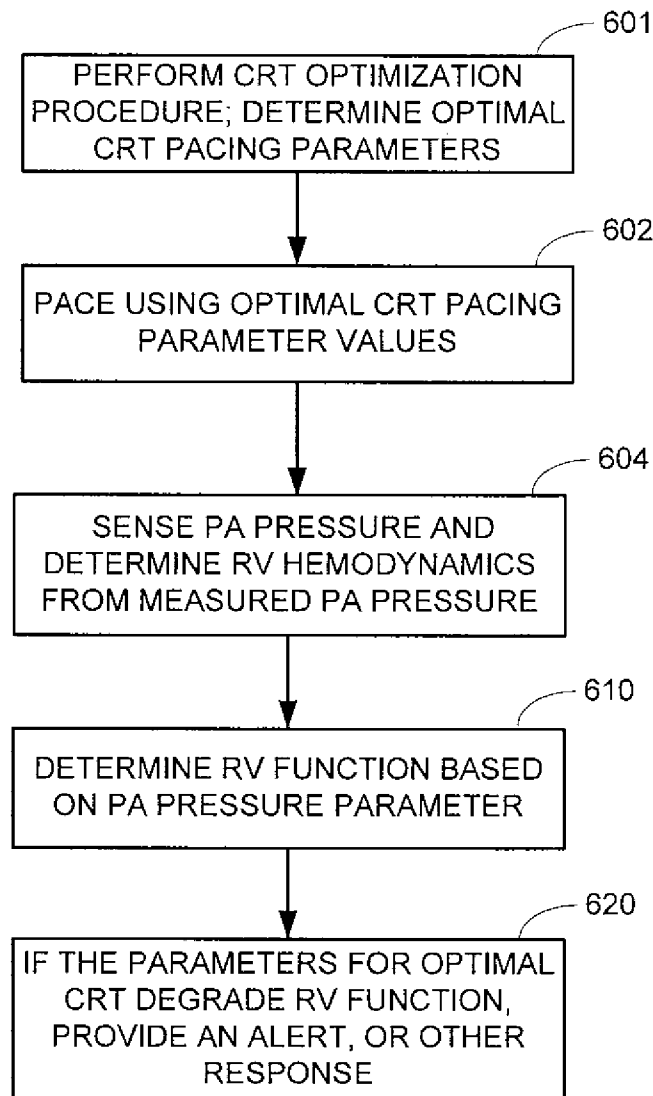 601
PERFORM CRT OPTIMIZATION
PROCEDURE; DETERMINE OPTIMAL
CRT PACING PARAMETERS
602
PACE USING OPTIMAL CRT PACING
PARAMETER VALUES
604
SENSE PA PRESSURE AND
DETERMINE RV HEMODYNAMICS
FROM MEASURED PA PRESSURE
610
DETERMINE RV FUNCTION BASED
ON PA PRESSURE PARAMETER
620
IF THE PARAMETERS FOR OPTIMAL
CRT DEGRADE RV FUNCTION,
PROVIDE AN ALERT, OR OTHER
RESPONSE